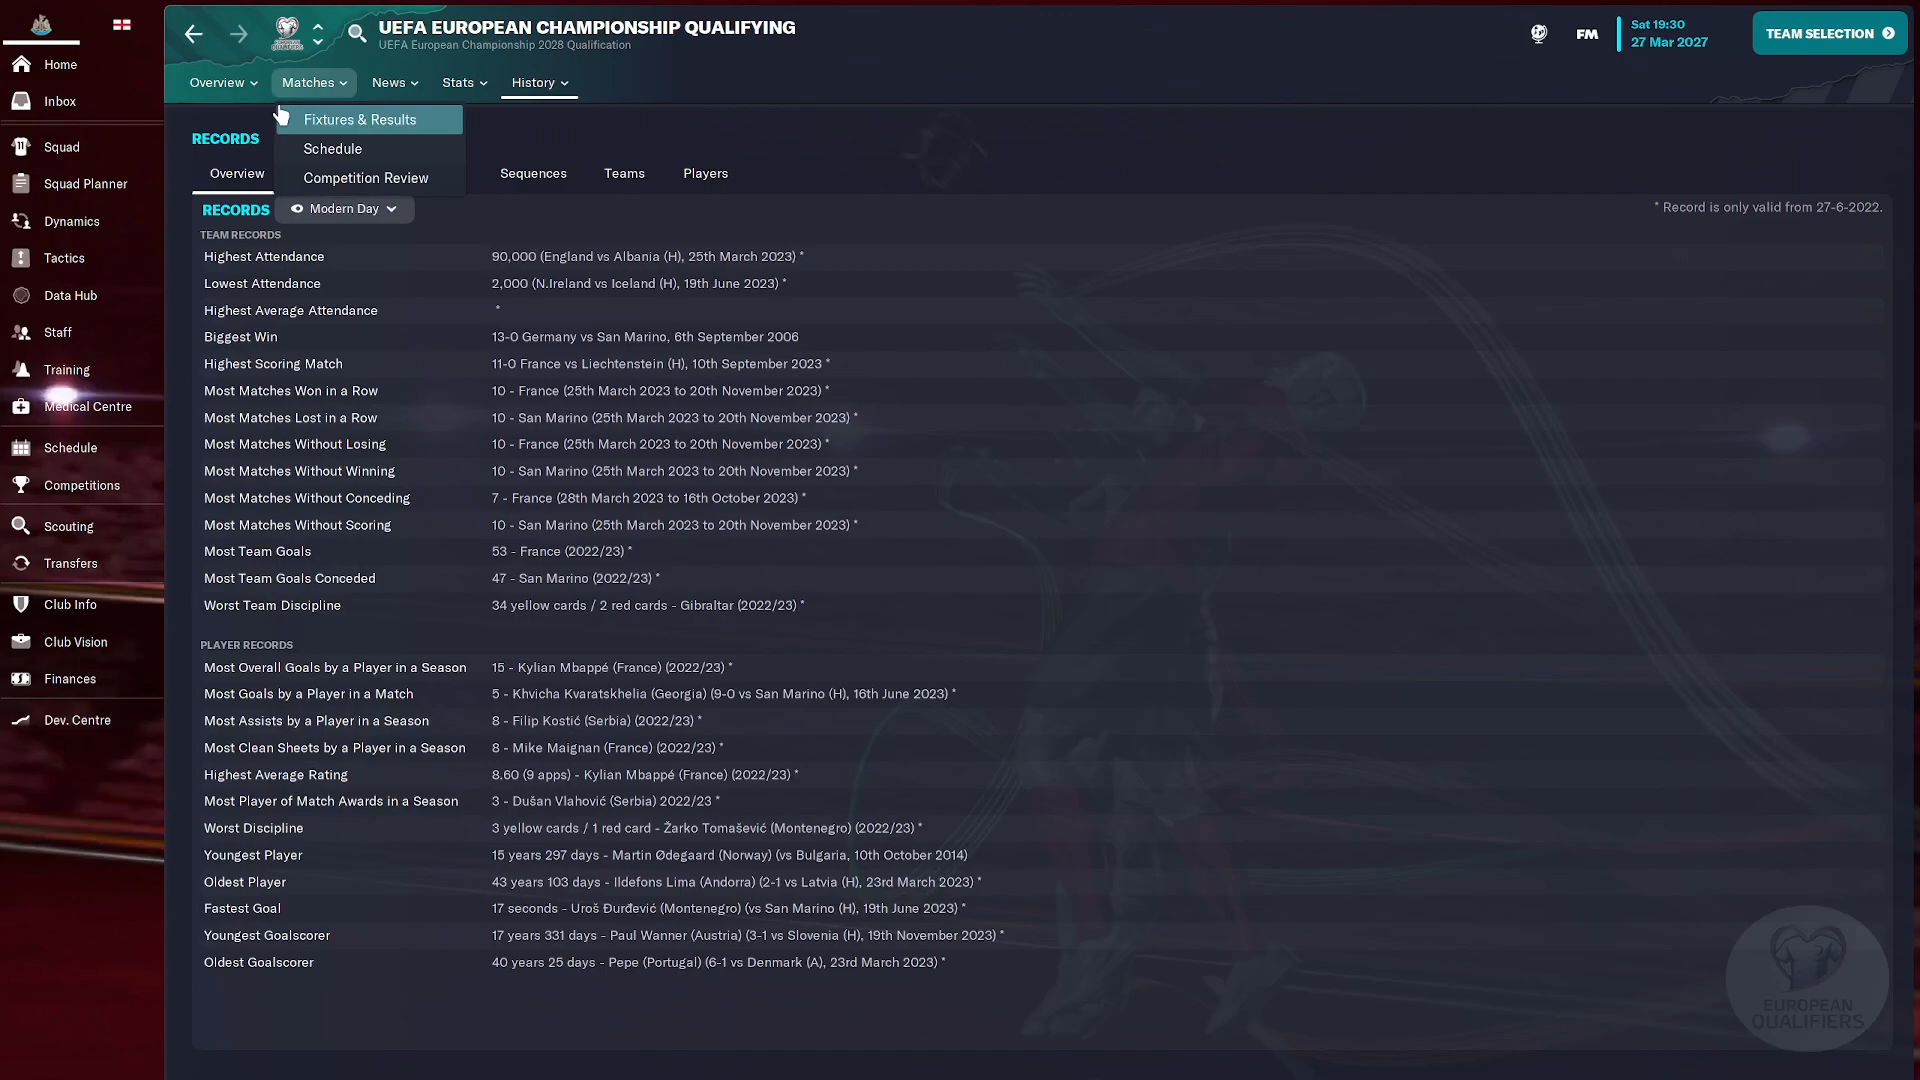 UEFA EUROPEAN CHAMPIONSHIP QUALIFYING
UEFA European Championship 2028 Qualification
FM
Sat 19:30
27 Mar 2027
TEAM SELECTION
Overview
Matches
News
Stats
History
Home
Inbox
Squad
Squad Planner
Dynamics
Tactics
Data Hub
Staff
Training
Medical Centre
Schedule
Competitions
Scouting
Transfers
Club Info
Club Vision
Finances
Dev. Centre
Fixtures & Results
Schedule
Competition Review
RECORDS
Overview
Sequences
Teams
Players
RECORDS
Modern Day
* Record is only valid from 27-6-2022.
TEAM RECORDS
Highest Attendance 90,000 (England vs Albania (H), 25th March 2023) *
Lowest Attendance 2,000 (N.Ireland vs Iceland (H), 19th June 2023) *
Highest Average Attendance *
Biggest Win 13-0 Germany vs San Marino, 6th September 2006
Highest Scoring Match 11-0 France vs Liechtenstein (H), 10th September 2023 *
Most Matches Won in a Row 10 - France (25th March 2023 to 20th November 2023) *
Most Matches Lost in a Row 10 - San Marino (25th March 2023 to 20th November 2023) *
Most Matches Without Losing 10 - France (25th March 2023 to 20th November 2023) *
Most Matches Without Winning 10 - San Marino (25th March 2023 to 20th November 2023) *
Most Matches Without Conceding 7 - France (28th March 2023 to 16th October 2023) *
Most Matches Without Scoring 10 - San Marino (25th March 2023 to 20th November 2023) *
Most Team Goals 53 - France (2022/23) *
Most Team Goals Conceded 47 - San Marino (2022/23) *
Worst Team Discipline 34 yellow cards / 2 red cards - Gibraltar (2022/23) *
PLAYER RECORDS
Most Overall Goals by a Player in a Season 15 - Kylian Mbappé (France) (2022/23) *
Most Goals by a Player in a Match 5 - Khvicha Kvaratskhelia (Georgia) (9-0 vs San Marino (H), 16th June 2023) *
Most Assists by a Player in a Season 8 - Filip Kostić (Serbia) (2022/23) *
Most Clean Sheets by a Player in a Season 8 - Mike Maignan (France) (2022/23) *
Highest Average Rating 8.60 (9 apps) - Kylian Mbappé (France) (2022/23) *
Most Player of Match Awards in a Season 3 - Dušan Vlahović (Serbia) 2022/23 *
Worst Discipline 3 yellow cards / 1 red card - Žarko Tomašević (Montenegro) (2022/23) *
Youngest Player 15 years 297 days - Martin Ødegaard (Norway) (vs Bulgaria, 10th October 2014)
Oldest Player 43 years 103 days - Ildefons Lima (Andorra) (2-1 vs Latvia (H), 23rd March 2023) *
Fastest Goal 17 seconds - Uroš Đurđević (Montenegro) (vs San Marino (H), 19th June 2023) *
Youngest Goalscorer 17 years 331 days - Paul Wanner (Austria) (3-1 vs Slovenia (H), 19th November 2023) *
Oldest Goalscorer 40 years 25 days - Pepe (Portugal) (6-1 vs Denmark (A), 23rd March 2023) *
EUROPEAN
QUALIFIERS